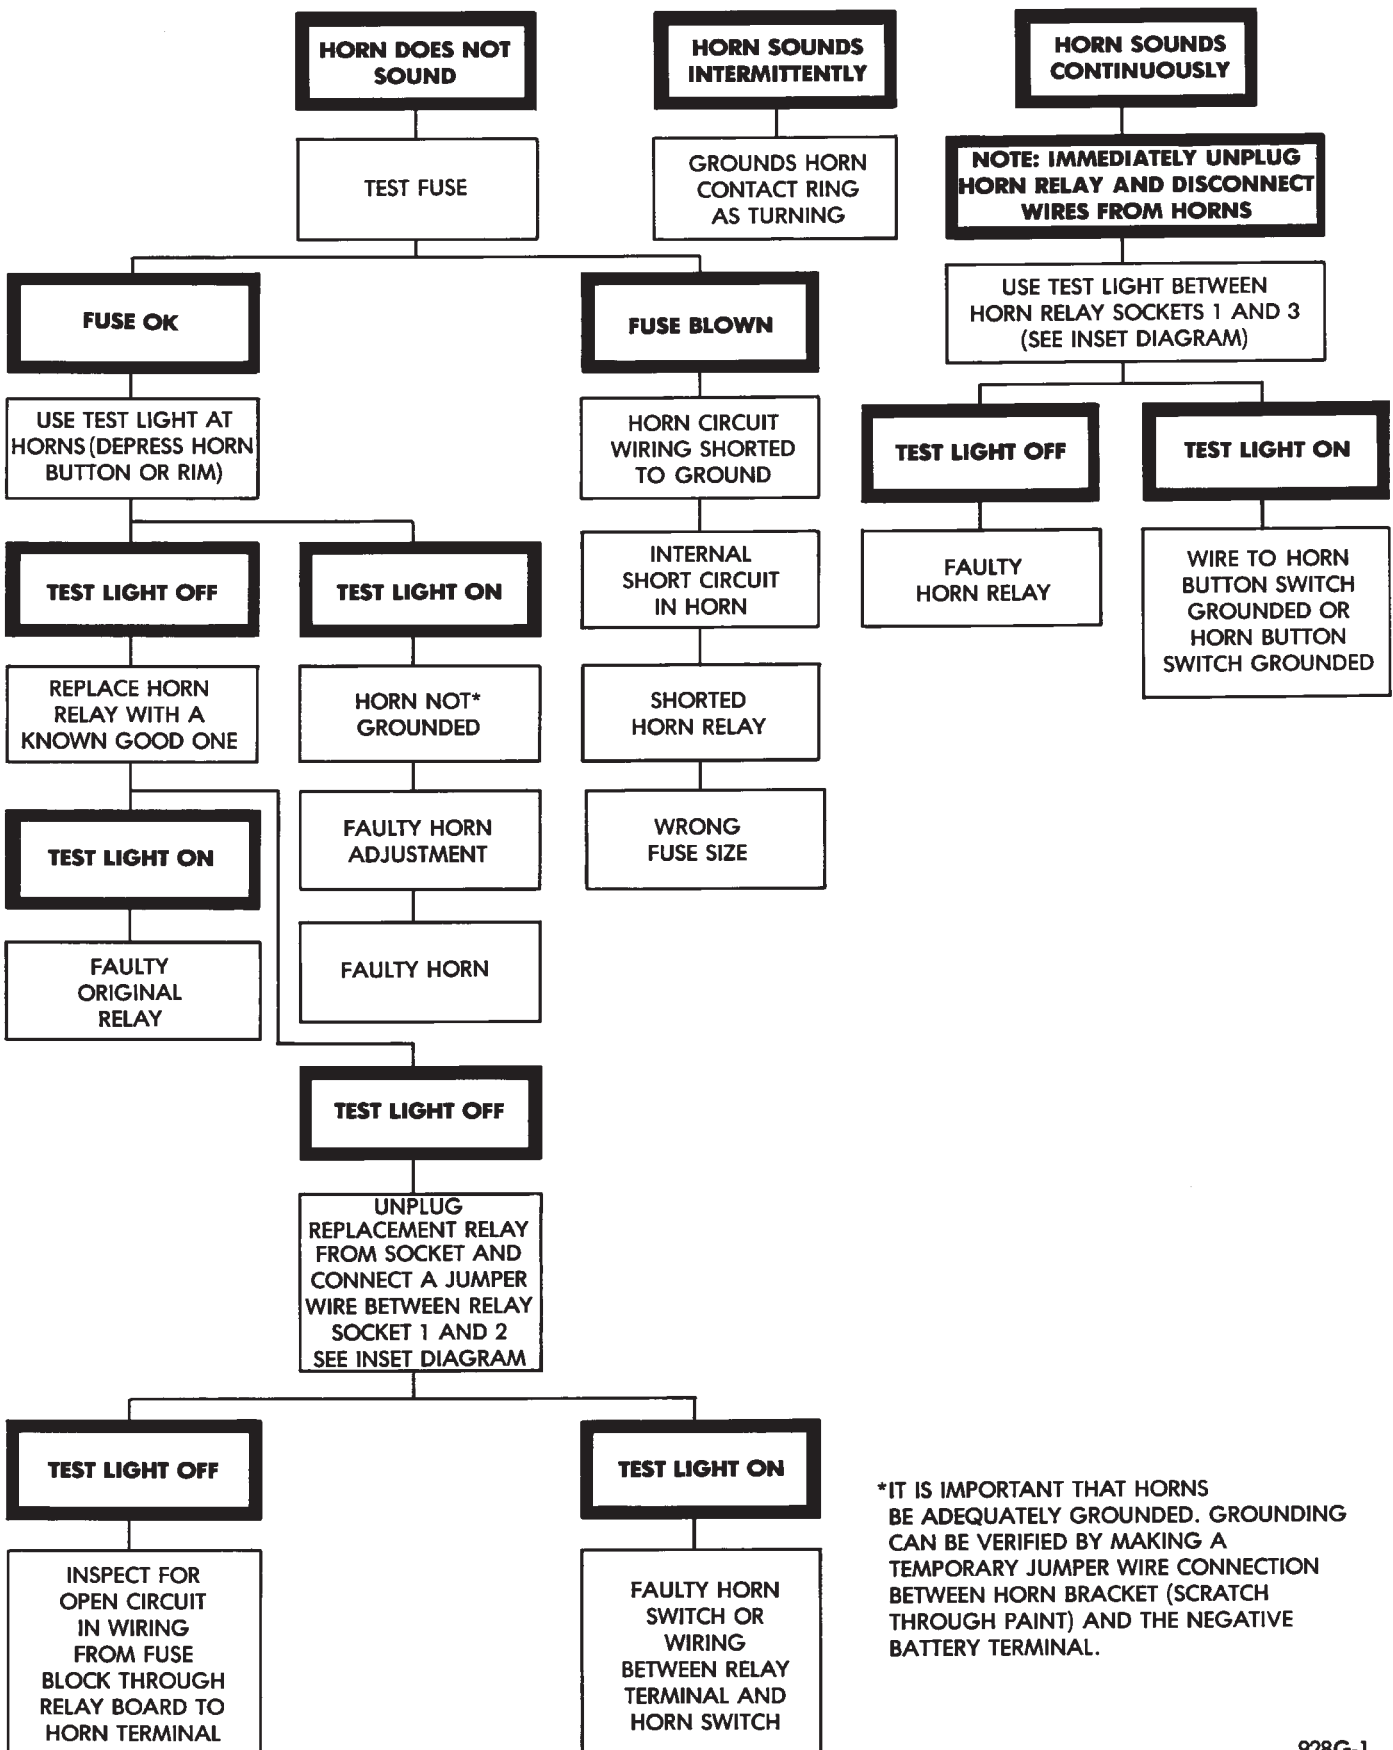 HORN DOES NOT
SOUND
TEST FUSE
FUSE OK
USE TEST LIGHT AT
HORNS (DEPRESS HORN
BUTTON OR RIM)
TEST LIGHT OFF
REPLACE HORN
RELAY WITH A
KNOWN GOOD ONE
TEST LIGHT ON
FAULTY
ORIGINAL
RELAY
TEST LIGHT ON
HORN NOT*
GROUNDED
FAULTY HORN
ADJUSTMENT
FAULTY HORN
TEST LIGHT OFF
UNPLUG
REPLACEMENT RELAY
FROM SOCKET AND
CONNECT A JUMPER
WIRE BETWEEN RELAY
SOCKET 1 AND 2
SEE INSET DIAGRAM
TEST LIGHT OFF
INSPECT FOR
OPEN CIRCUIT
IN WIRING
FROM FUSE
BLOCK THROUGH
RELAY BOARD TO
HORN TERMINAL
TEST LIGHT ON
FAULTY HORN
SWITCH OR
WIRING
BETWEEN RELAY
TERMINAL AND
HORN SWITCH
FUSE BLOWN
HORN CIRCUIT
WIRING SHORTED
TO GROUND
INTERNAL
SHORT CIRCUIT
IN HORN
SHORTED
HORN RELAY
WRONG
FUSE SIZE
HORN SOUNDS
INTERMITTENTLY
GROUNDS HORN
CONTACT RING
AS TURNING
HORN SOUNDS
CONTINUOUSLY
NOTE: IMMEDIATELY UNPLUG
HORN RELAY AND DISCONNECT
WIRES FROM HORNS
USE TEST LIGHT BETWEEN
HORN RELAY SOCKETS 1 AND 3
(SEE INSET DIAGRAM)
TEST LIGHT OFF
FAULTY
HORN RELAY
TEST LIGHT ON
WIRE TO HORN
BUTTON SWITCH
GROUNDED OR
HORN BUTTON
SWITCH GROUNDED
*IT IS IMPORTANT THAT HORNS
BE ADEQUATELY GROUNDED. GROUNDING
CAN BE VERIFIED BY MAKING A
TEMPORARY JUMPER WIRE CONNECTION
BETWEEN HORN BRACKET (SCRATCH
THROUGH PAINT) AND THE NEGATIVE
BATTERY TERMINAL.
928G-1